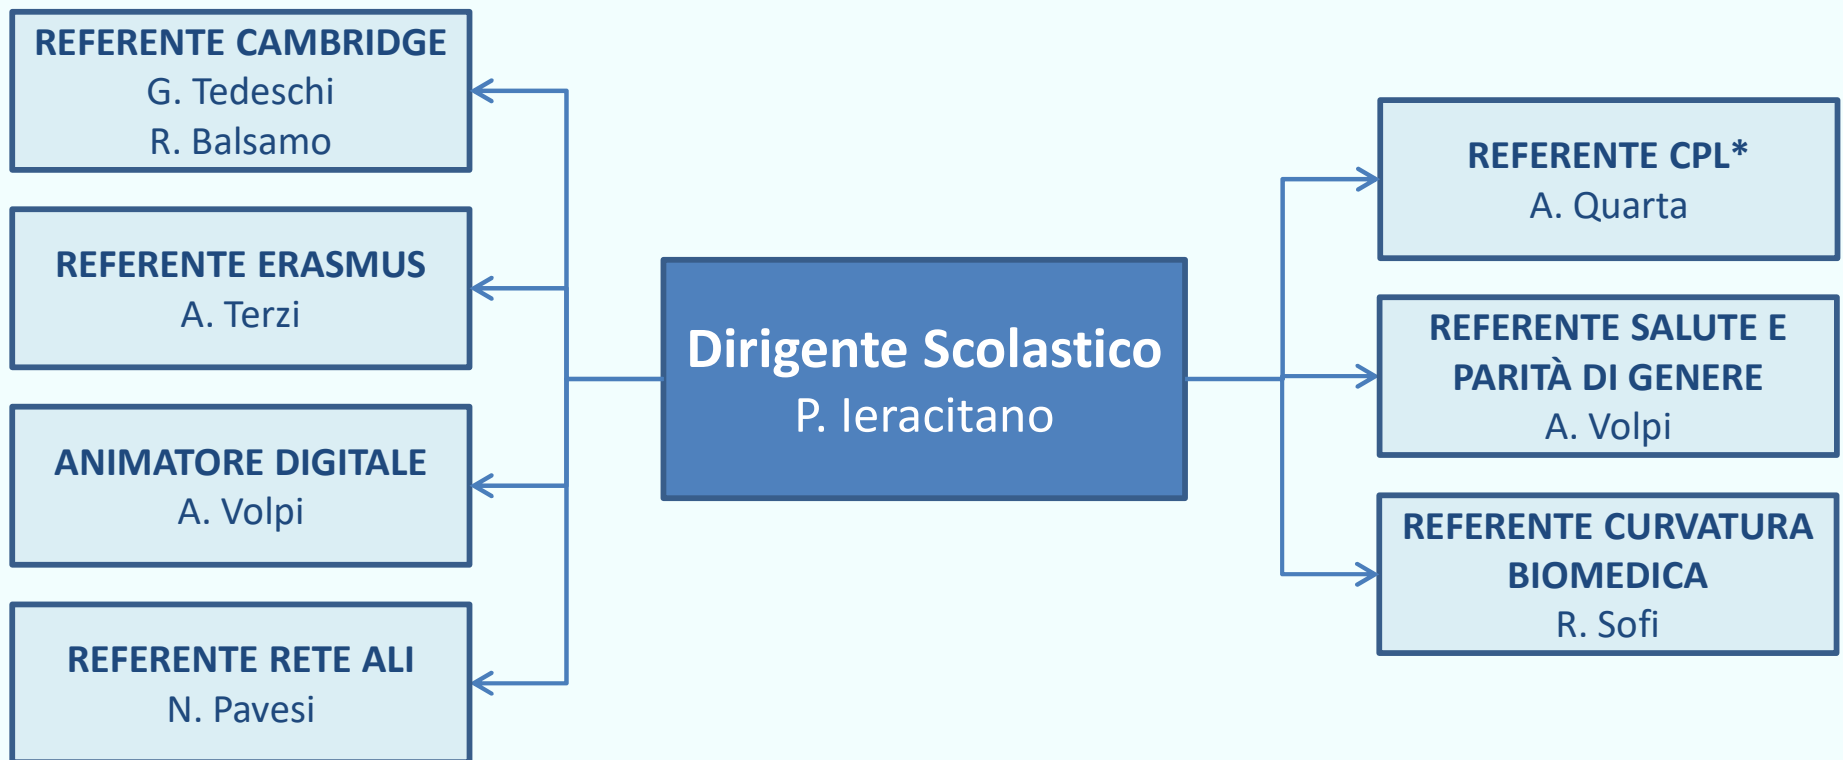 REFERENTE CAMBRIDGE
G. Tedeschi
R. Balsamo
REFERENTE ERASMUS
A. Terzi
ANIMATORE DIGITALE
A. Volpi
REFERENTE RETE ALI
N. Pavesi
Dirigente Scolastico
P. Ieracitano
REFERENTE CPL*
A. Quarta
REFERENTE SALUTE E
PARITÀ DI GENERE
A. Volpi
REFERENTE CURVATURA
BIOMEDICA
R. Sofi